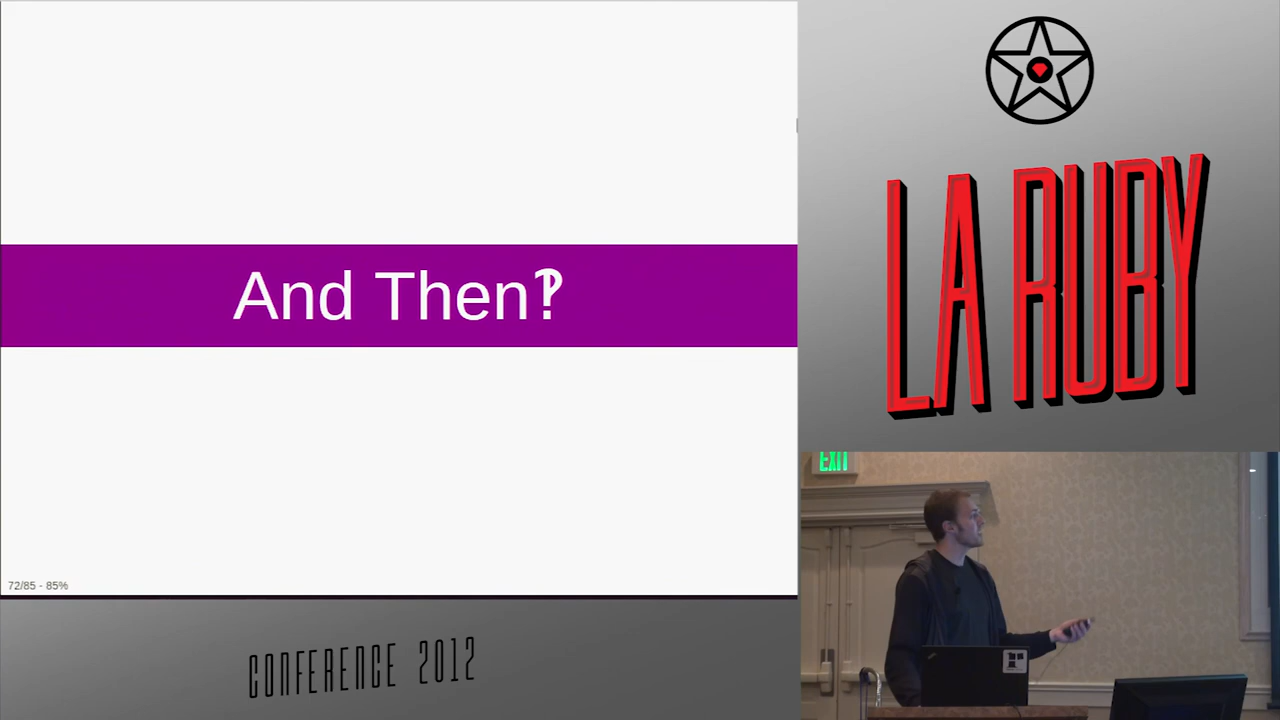 And Then‽
72/85 - 85%
LA RUBY
EXIT
CONFERENCE 2012